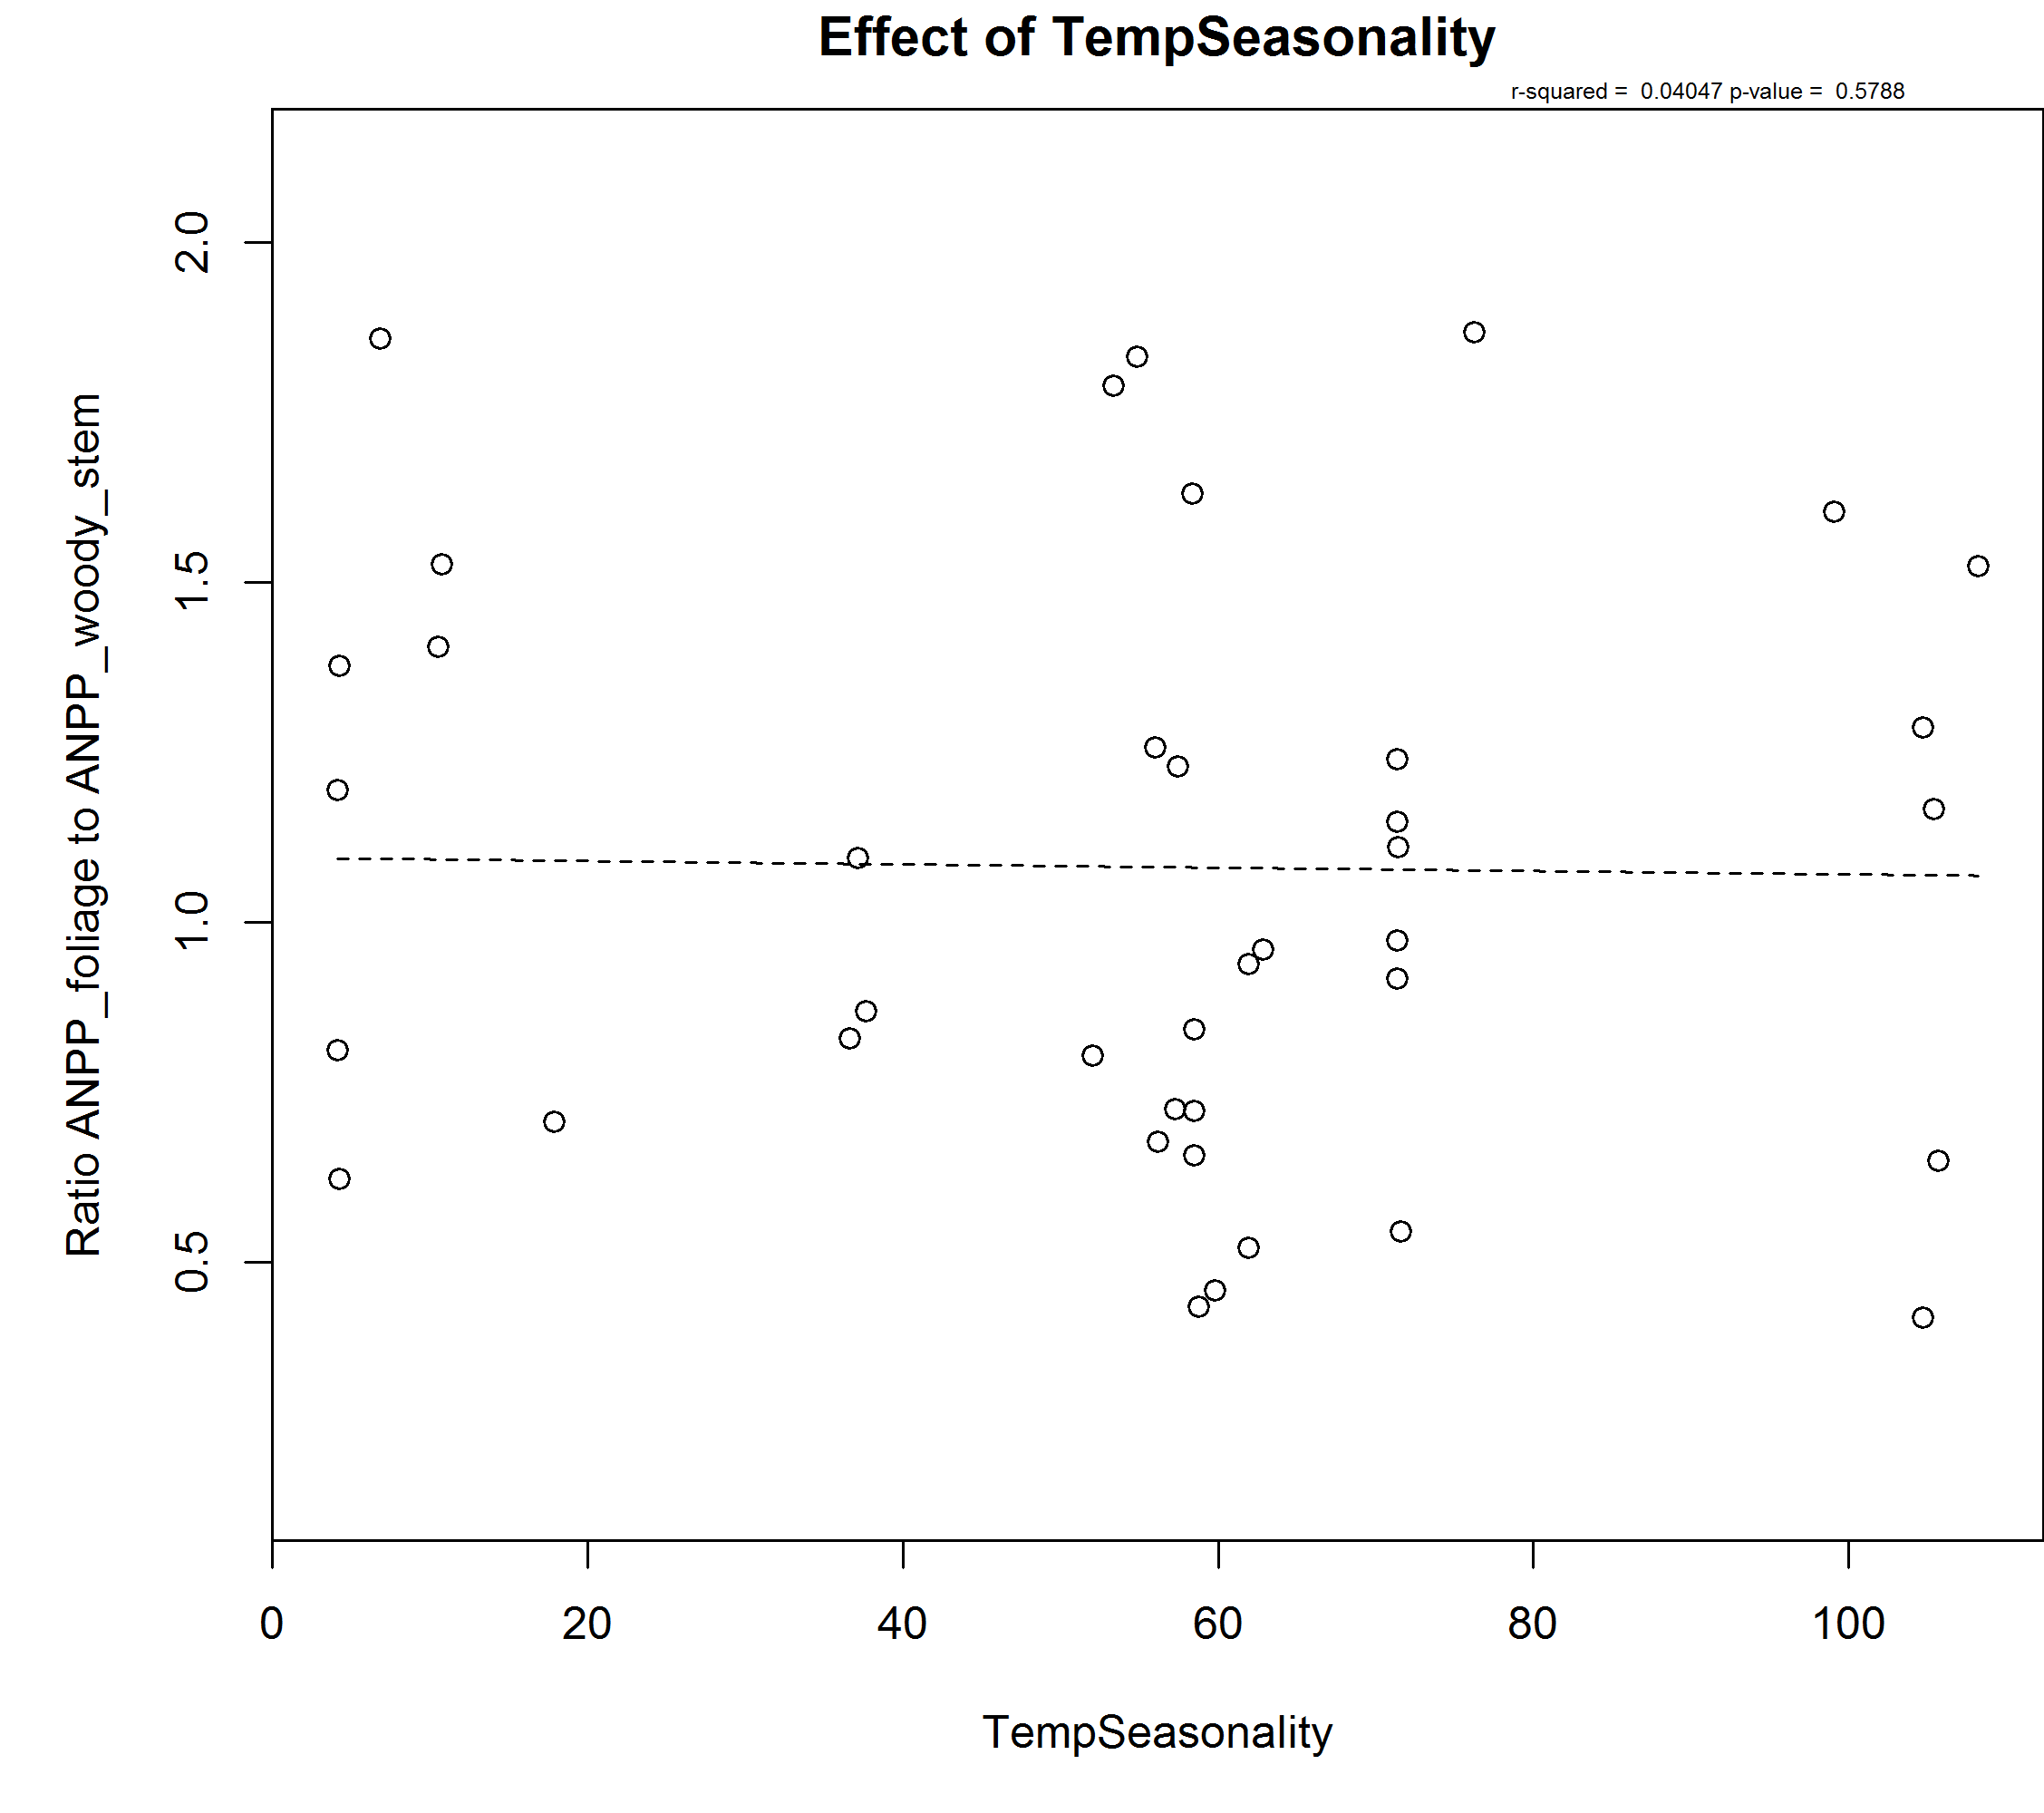 Effect of TempSeasonality
r-squared = 0.04047 p-value = 0.5788
Ratio ANPP_foliage to ANPP_woody_stem
2.0
1.5
1.0
0.5
0 20 40 60 80 100
TempSeasonality